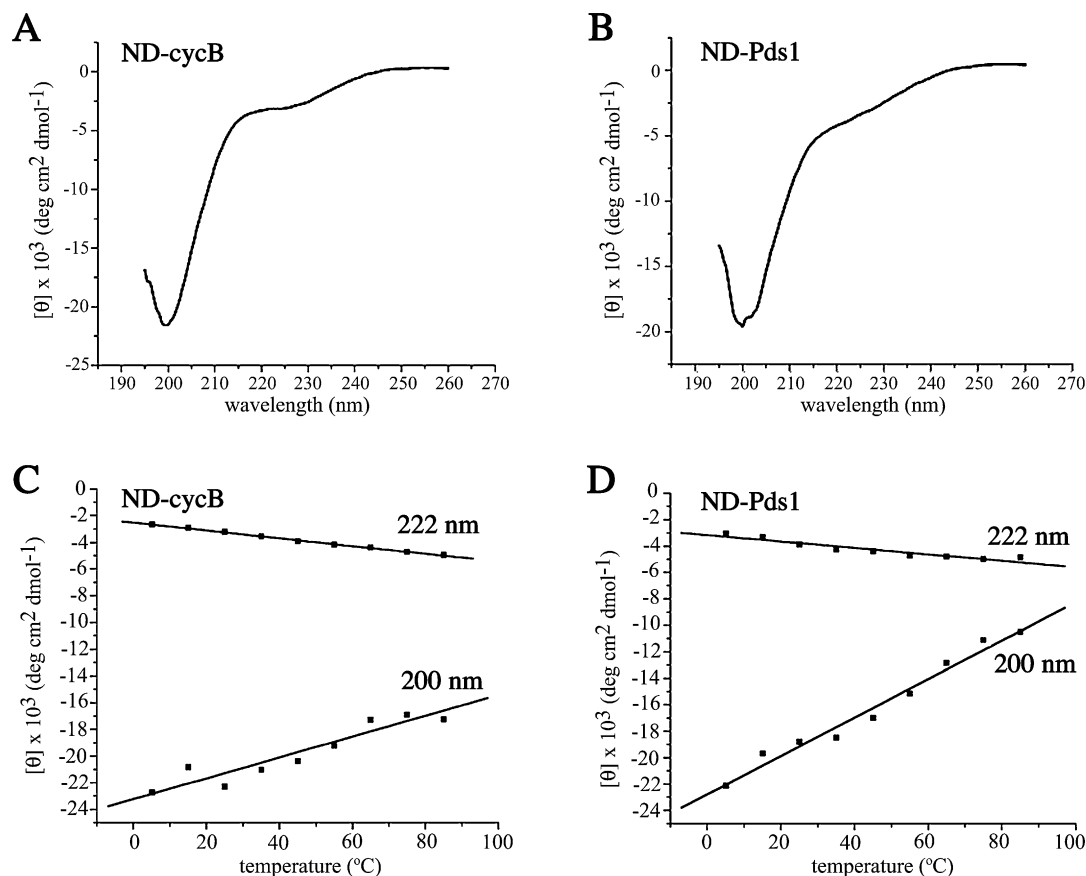 A
ND-cycB
0
-5
-10
-15
-20
-25
[θ] x 10³ (deg cm² dmol⁻¹)
190 200 210 220 230 240 250 260 270
wavelength (nm)
B
ND-Pds1
0
-5
-10
-15
-20
[θ] x 10³ (deg cm² dmol⁻¹)
190 200 210 220 230 240 250 260 270
wavelength (nm)
C
ND-cycB
0
-2
-4
-6
-8
-10
-12
-14
-16
-18
-20
-22
-24
[θ] x 10³ (deg cm² dmol⁻¹)
222 nm
200 nm
0 20 40 60 80 100
temperature (ºC)
D
ND-Pds1
0
-2
-4
-6
-8
-10
-12
-14
-16
-18
-20
-22
-24
[θ] x 10³ (deg cm² dmol⁻¹)
222 nm
200 nm
0 20 40 60 80 100
temperature (ºC)